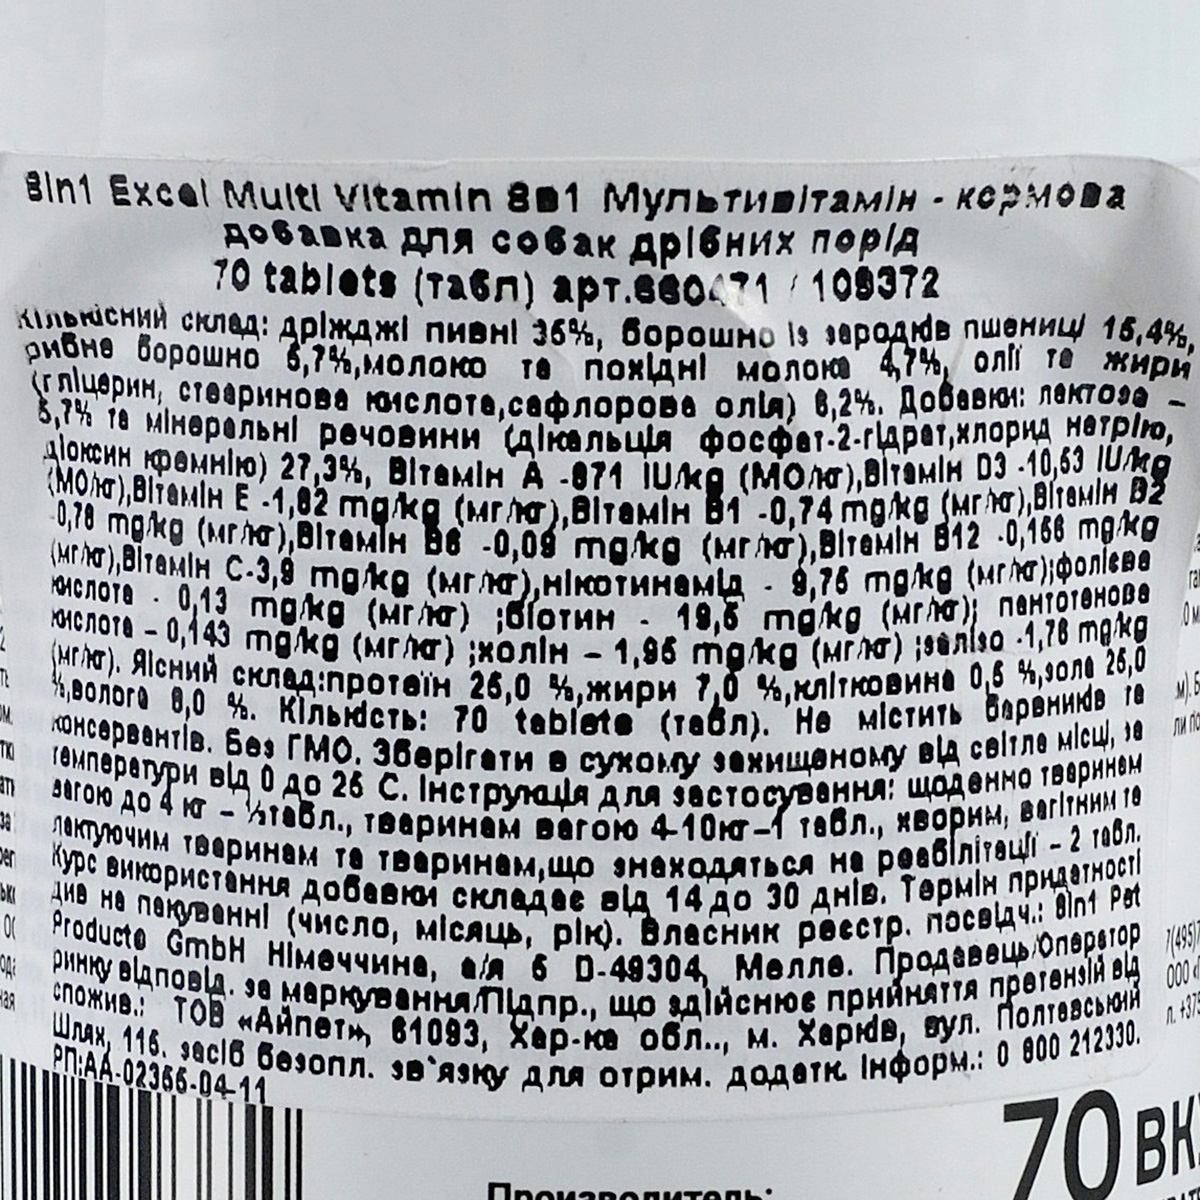 8in1 Excel Multi Vitamin 8в1 Мультивітамін - кормова
добавка для собак дрібних порід
70 tablets (табл) арт.660471 / 109372
Кількісний склад: дріжджі пивні 35%, борошно із зародків пшениці 15,4%,
рибне борошно 5,7%,молоко та похідні молока 4,7%, олії та жири
(гліцерин, стеаринова кислота,сафлорова олія) 6,2%. Добавки: лактоза –
5,7% та мінеральні речовини (дікальція фосфат-2-гідрат,хлорид натрію,
діоксин кремнію) 27,3%, Вітамін А -871 IU/kg (МО/кг),Вітамін D3 -10,53 IU/kg
(МО/кг),Вітамін Е -1,82 mg/kg (мг/кг),Вітамін В1 -0,74 mg/kg (мг/кг),Вітамін В2
-0,78 mg/kg (мг/кг),Вітамін В6 -0,09 mg/kg (мг/кг),Вітамін В12 -0,156 mg/kg
(мг/кг),Вітамін С-3,9 mg/kg (мг/кг),нікотинамід - 9,75 mg/kg (мг/кг);фолієва
кислота - 0,13 mg/kg (мг/кг) ;біотин - 19,5 mg/kg (мг/кг); пантотенова
кислота – 0,143 mg/kg (мг/кг) ;холін – 1,95 mg/kg (мг/кг) ;залізо -1,78 mg/kg
(мг/кг). Якісний склад:протеїн 25,0 %,жири 7,0 %,клітковина 0,5 %,зола 25,0
%,волога 8,0 %. Кількість: 70 tablets (табл). Не містить барвників та
консервантів. Без ГМО. Зберігати в сухому захищеному від світла місці, за
температури від 0 до 25 С. Інструкція для застосування: щоденно тваринам
вагою до 4 кг – ½табл., тваринам вагою 4-10кг–1 табл., хворим, вагітним та
лактуючим тваринам та тваринам,що знаходяться на реабілітації – 2 табл.
Курс використання добавки складає від 14 до 30 днів. Термін придатності
див на пакуванні (число, місяць, рік). Власник реєстр. посвідч.: 8in1 Pet
Products GmbH Німеччина, а/я 6 D-49304, Мелле. Продавець/Оператор
ринку відповід. за маркування/Підпр., що здійснює прийняття претензій від
спожив.: ТОВ «Айпет», 61093, Хар-ка обл.., м. Харків, вул. Полтавський
Шлях, 115. засіб безопл. зв`язку для отрим. додатк. інформ.: 0 800 212330.
РП:АА-02366-04-11
70 ВК
Производитель: